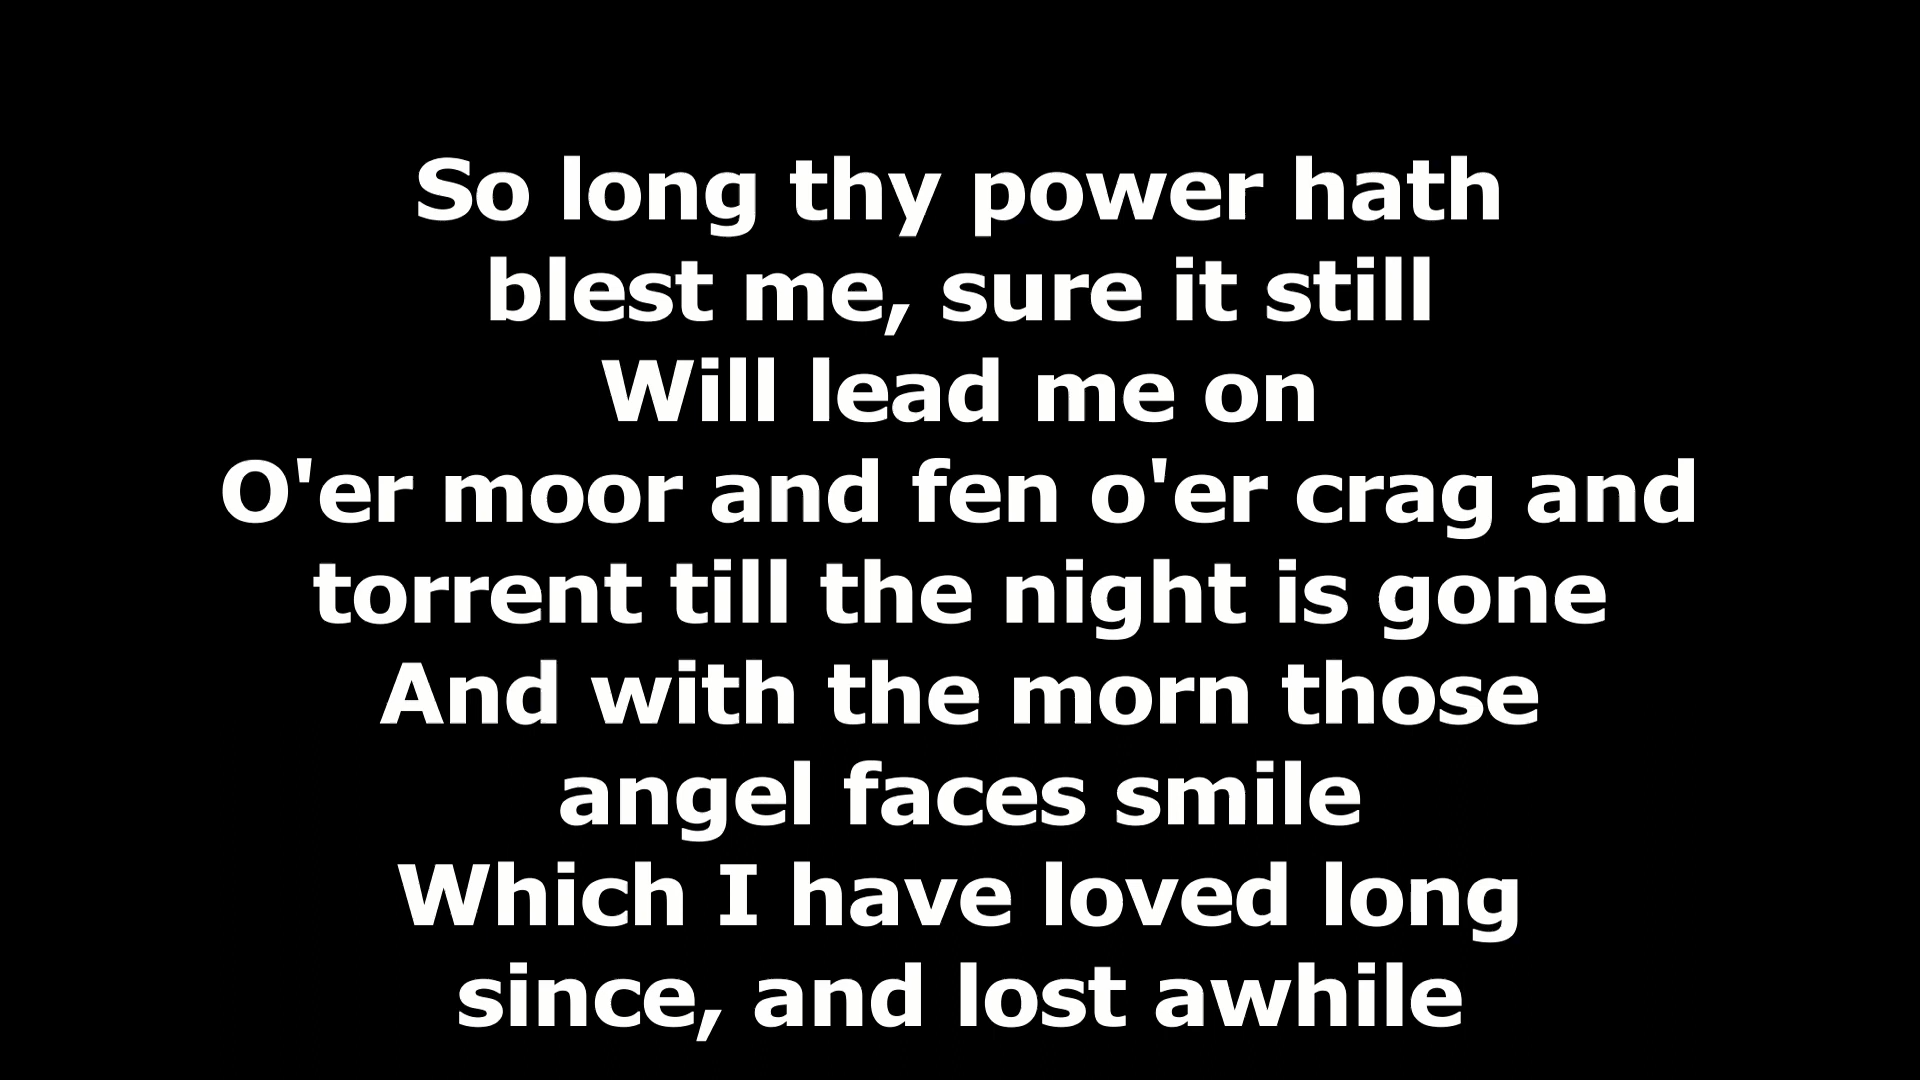 So long thy power hath
blest me, sure it still
Will lead me on
O'er moor and fen o'er crag and
torrent till the night is gone
And with the morn those
angel faces smile
Which I have loved long
since, and lost awhile